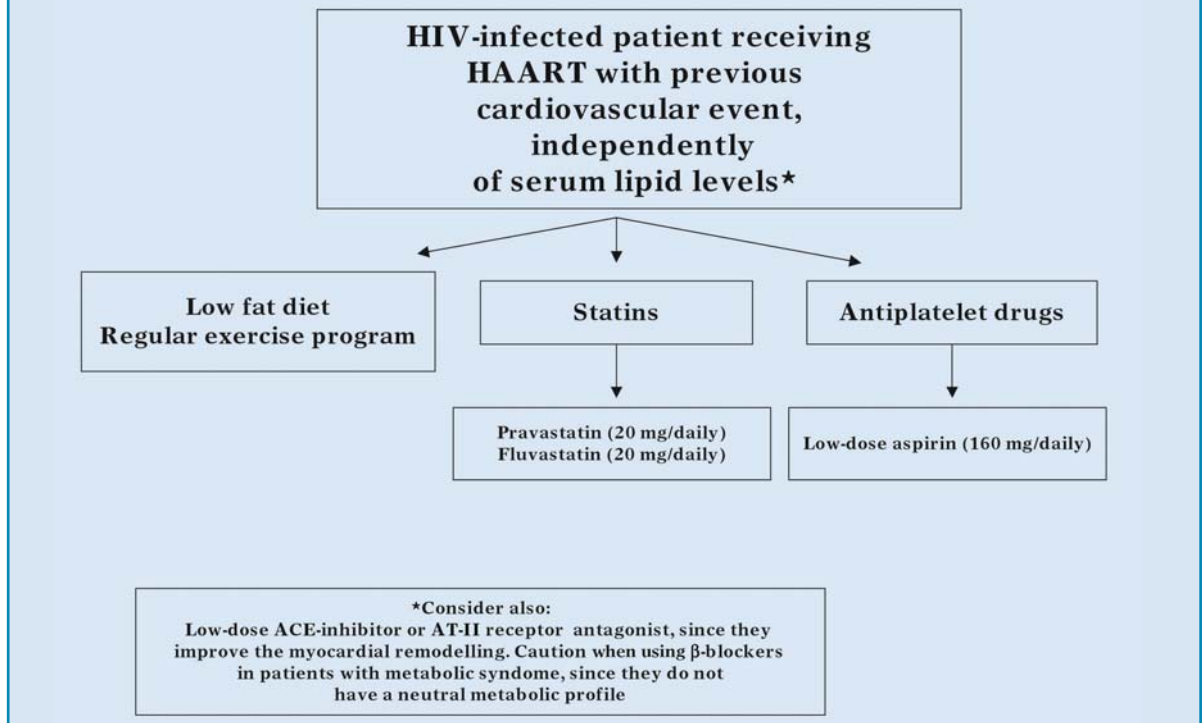 HIV-infected patient receiving
HAART with previous
cardiovascular event,
independently
of serum lipid levels★
Low fat diet
Regular exercise program
Statins
Antiplatelet drugs
Pravastatin (20 mg/daily)
Fluvastatin (20 mg/daily)
Low-dose aspirin (160 mg/daily)
★Consider also:
Low-dose ACE-inhibitor or AT-II receptor antagonist, since they
improve the myocardial remodelling. Caution when using β-blockers
in patients with metabolic syndome, since they do not
have a neutral metabolic profile